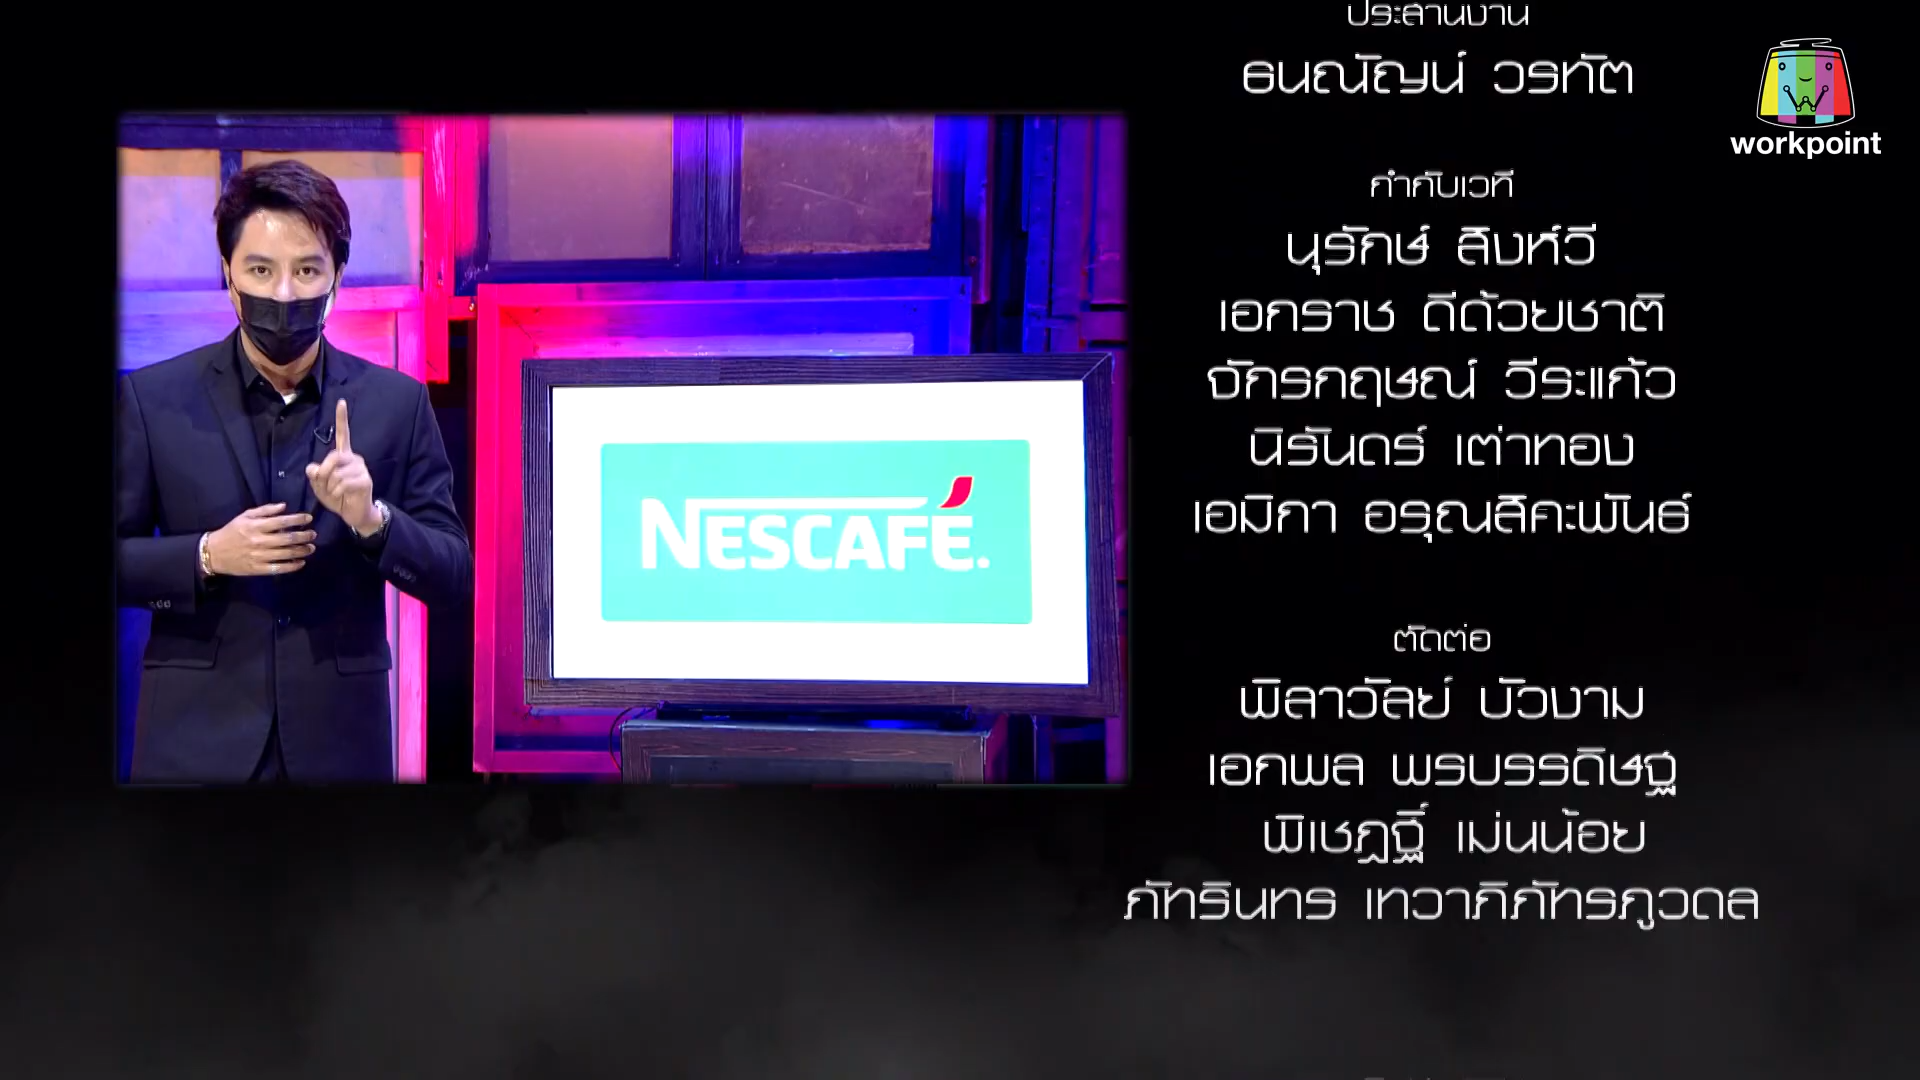 ประสานงาน
ธนณัญน์ วรทัต
workpoint
กำกับเวที
นุรักษ์ สิงห์วี
เอกราช ดีด้วยชาติ
จักรกฤษณ์ วีระแก้ว
นิรันดร์ เต่าทอง
เอมิกา อรุณสิคะพันธ์
NESCAFÉ.
ตัดต่อ
พิลาวัลย์ บัวงาม
เอกพล พรบรรดิษฐ
พิเชฏฐิ์ เม่นน้อย
ภัทรินทร เทวาภิภัทรภูวดล